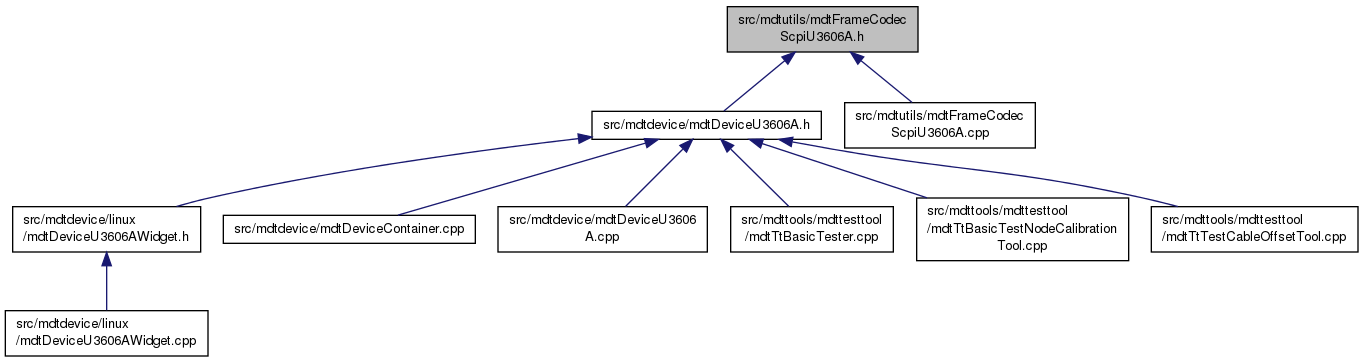 src/mdtutils/mdtFrameCodec
ScpiU3606A.h
src/mdtdevice/mdtDeviceU3606A.h
src/mdtutils/mdtFrameCodec
ScpiU3606A.cpp
src/mdtdevice/linux
/mdtDeviceU3606AWidget.h
src/mdtdevice/mdtDeviceContainer.cpp
src/mdtdevice/mdtDeviceU3606
A.cpp
src/mdttools/mdttesttool
/mdtTtBasicTester.cpp
src/mdttools/mdttesttool
/mdtTtBasicTestNodeCalibration
Tool.cpp
src/mdttools/mdttesttool
/mdtTtTestCableOffsetTool.cpp
src/mdtdevice/linux
/mdtDeviceU3606AWidget.cpp